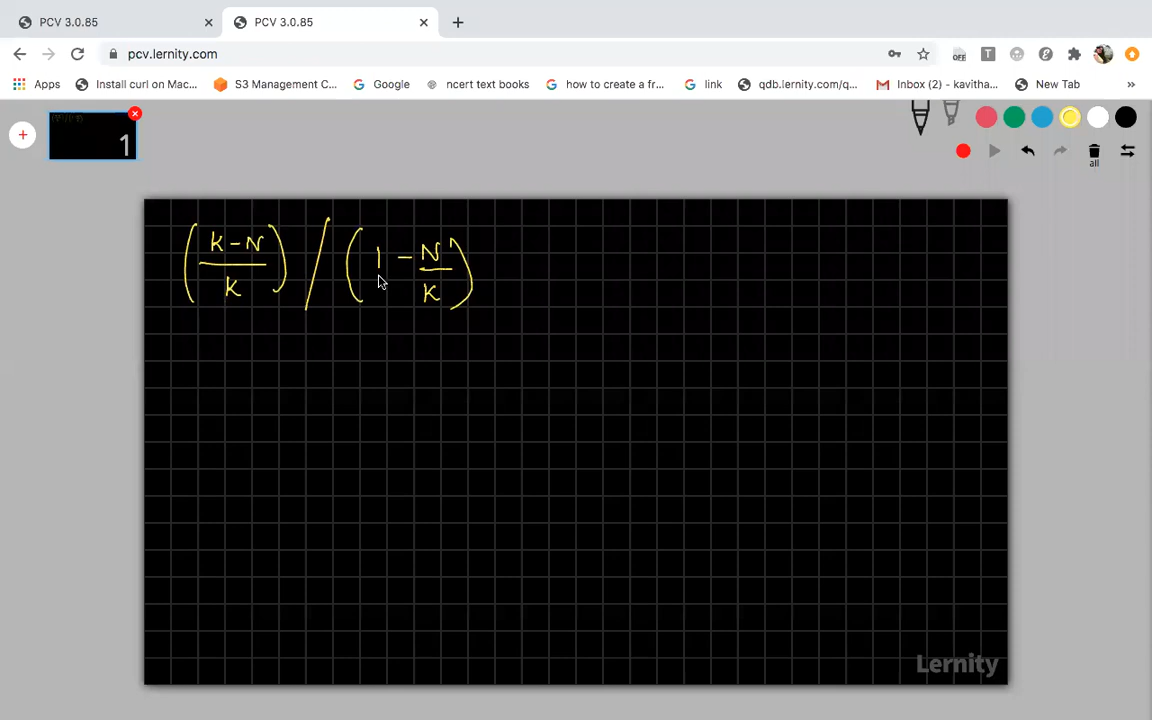 PCV 3.0.85 PCV 3.0.85
pcv.lernity.com
Apps Install curl on Mac... S3 Management C... Google ncert text books how to create a fr... link qdb.lernity.com/q... Inbox (2) - kavitha... New Tab »
1
all
(K-N/K) / (1-N/K)
Lernity